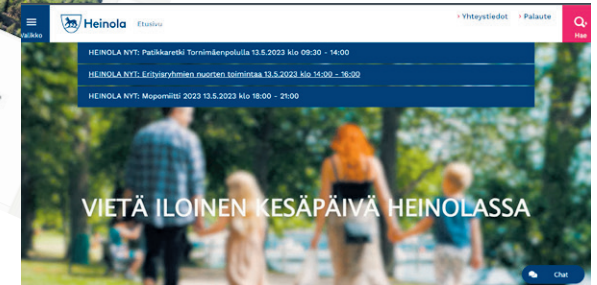 Valikko
Heinola
Etusivu
› Yhteystiedot
› Palaute
Hae
HEINOLA NYT: Patikkaretki Tornimäenpolulla 13.5.2023 klo 09:30 - 14:00
HEINOLA NYT: Erityisryhmien nuorten toimintaa 13.5.2023 klo 14:00 - 16:00
HEINOLA NYT: Mopomiitti 2023 13.5.2023 klo 18:00 - 21:00
VIETÄ ILOINEN KESÄPÄIVÄ HEINOLASSA
Chat